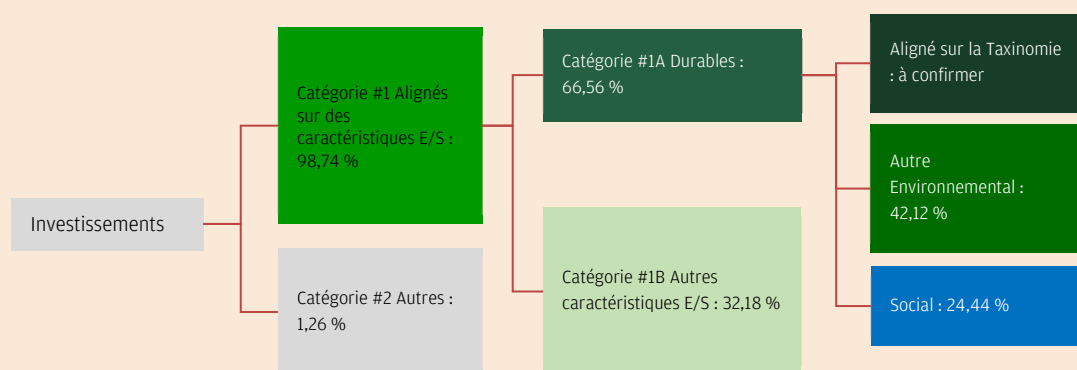 Investissements
Catégorie #1 Alignés
sur des
caractéristiques E/S :
98,74 %
Catégorie #2 Autres :
1,26 %
Catégorie #1A Durables :
66,56 %
Catégorie #1B Autres
caractéristiques E/S : 32,18 %
Aligné sur la Taxinomie
: à confirmer
Autre
Environnemental :
42,12 %
Social : 24,44 %